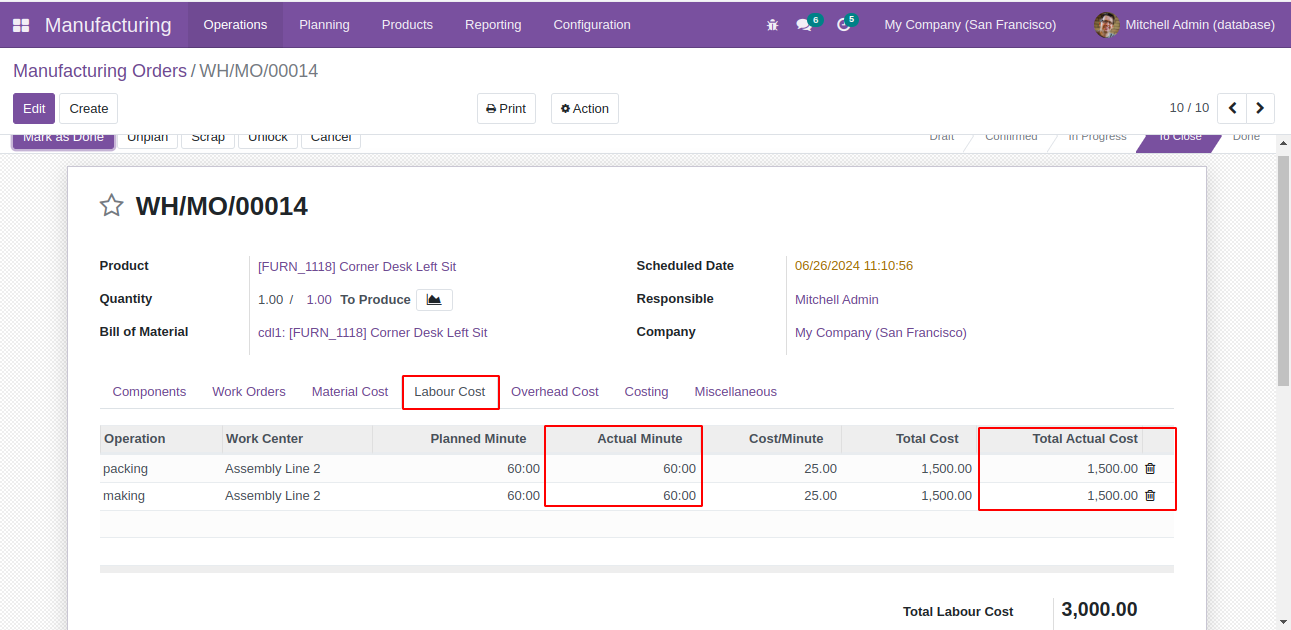 Manufacturing Operations Planning Products Reporting Configuration 6 5 My Company (San Francisco) Mitchell Admin (database)
Manufacturing Orders / WH/MO/00014
Edit Create Print Action 10 / 10
Mark as Done Unplan Scrap Unlock Cancel Draft Confirmed In Progress To Close Done
WH/MO/00014
Product [FURN_1118] Corner Desk Left Sit Scheduled Date 06/26/2024 11:10:56
Quantity 1.00 / 1.00 To Produce Responsible Mitchell Admin
Bill of Material cdl1: [FURN_1118] Corner Desk Left Sit Company My Company (San Francisco)
Components Work Orders Material Cost Labour Cost Overhead Cost Costing Miscellaneous
Operation Work Center Planned Minute Actual Minute Cost/Minute Total Cost Total Actual Cost
packing Assembly Line 2 60:00 60:00 25.00 1,500.00 1,500.00
making Assembly Line 2 60:00 60:00 25.00 1,500.00 1,500.00
Total Labour Cost 3,000.00